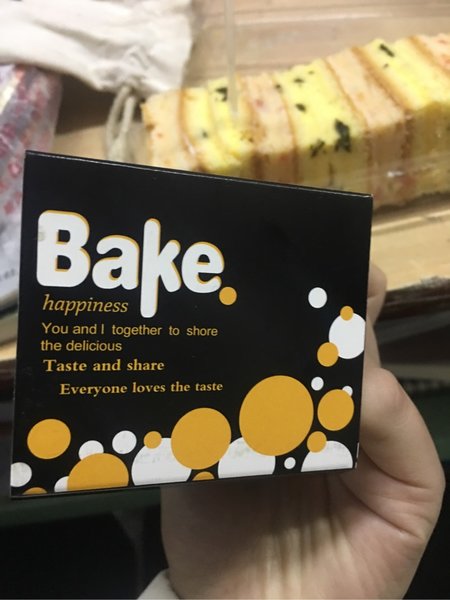 Bake.
happiness
You and I together to shore
the delicious
Taste and share
Everyone loves the taste